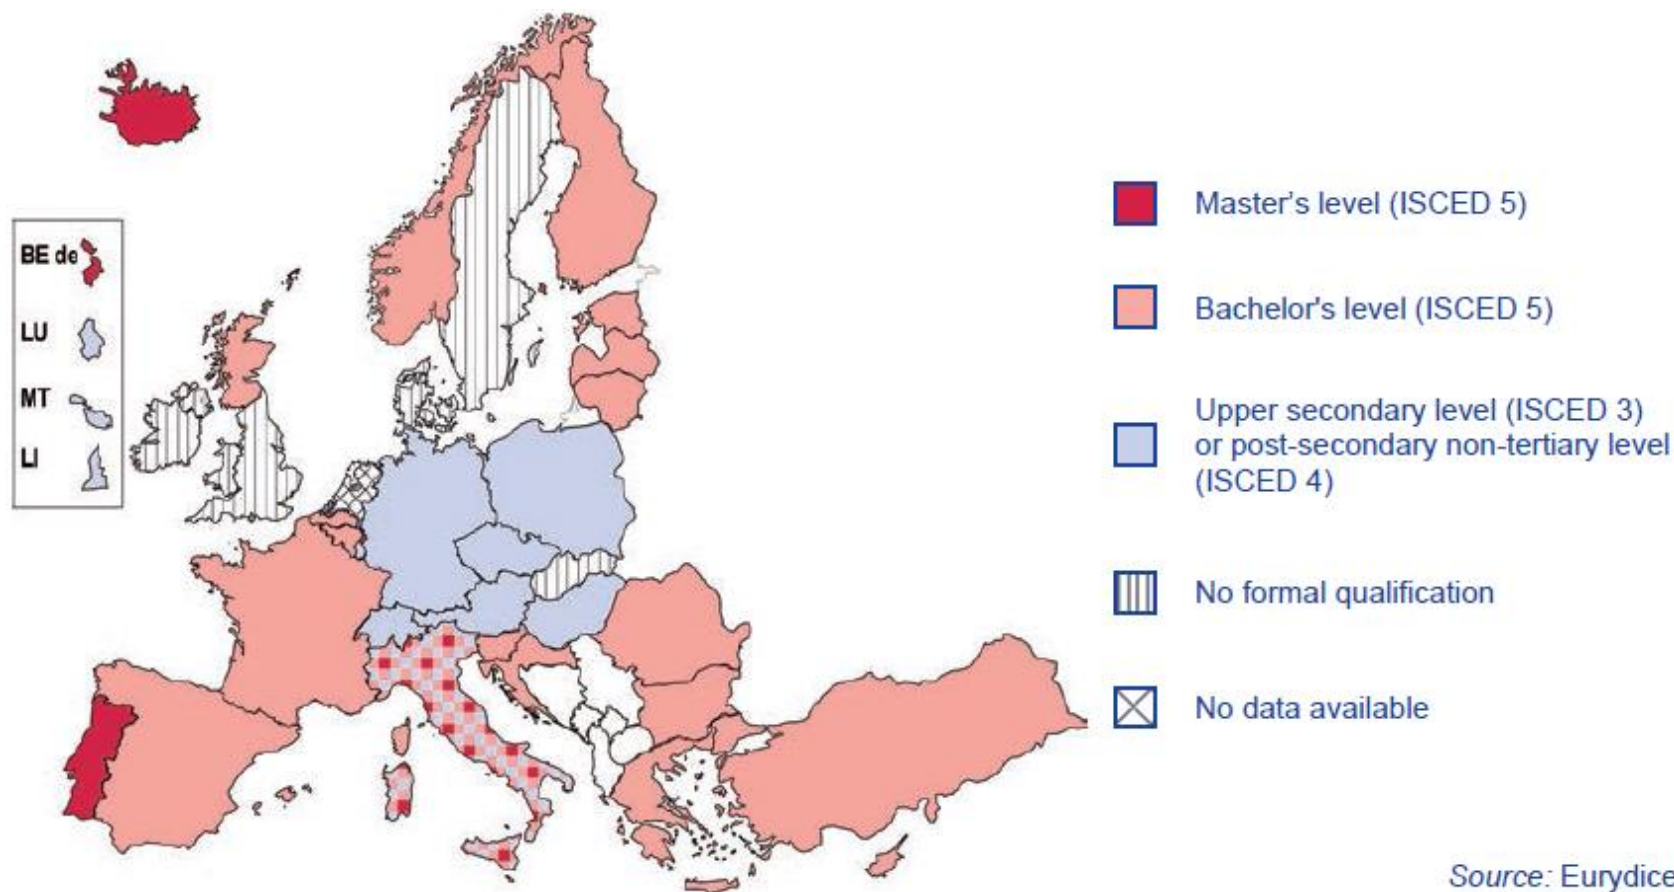 BE de
LU
MT
LI
Master's level (ISCED 5)
Bachelor's level (ISCED 5)
Upper secondary level (ISCED 3)
or post-secondary non-tertiary level
(ISCED 4)
No formal qualification
No data available
Source: Eurydice